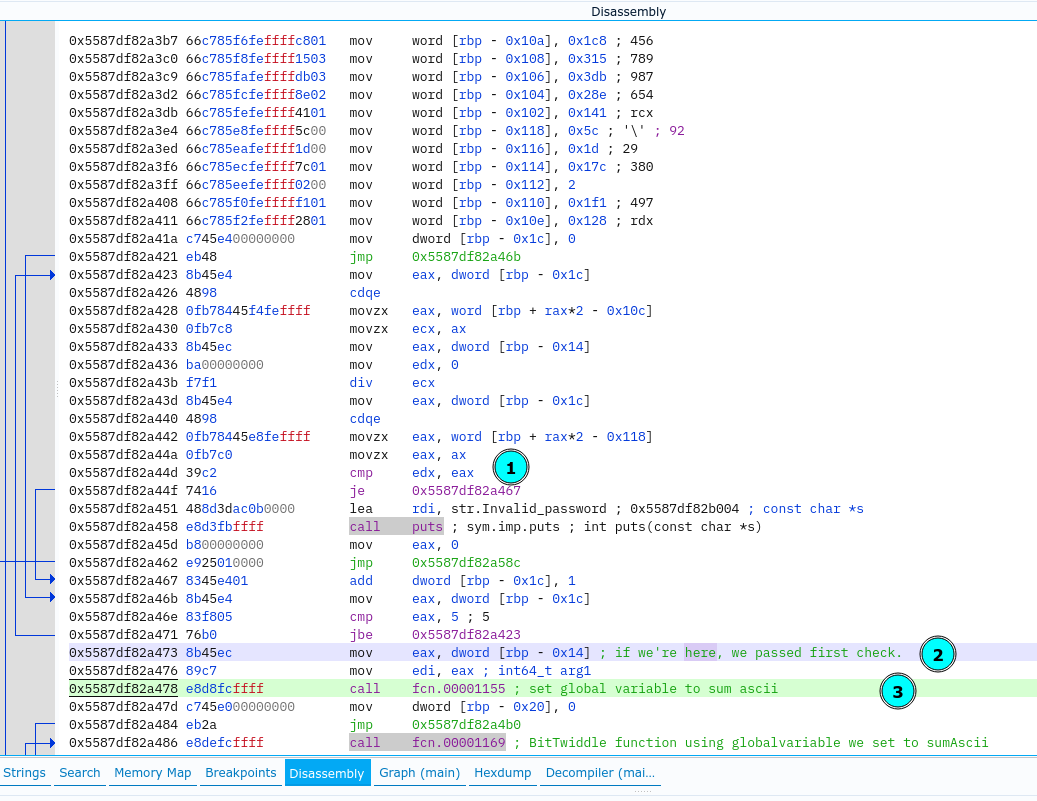 Disassembly
0x5587df82a3b7 66c785f6feffffc801 mov word [rbp - 0x10a], 0x1c8 ; 456
0x5587df82a3c0 66c785f8feffff1503 mov word [rbp - 0x108], 0x315 ; 789
0x5587df82a3c9 66c785fafeffffdb03 mov word [rbp - 0x106], 0x3db ; 987
0x5587df82a3d2 66c785fcfeffff8e02 mov word [rbp - 0x104], 0x28e ; 654
0x5587df82a3db 66c785fefeffff4101 mov word [rbp - 0x102], 0x141 ; rcx
0x5587df82a3e4 66c785e8feffff5c00 mov word [rbp - 0x118], 0x5c ; '\' ; 92
0x5587df82a3ed 66c785eafeffff1d00 mov word [rbp - 0x116], 0x1d ; 29
0x5587df82a3f6 66c785ecfeffff7c01 mov word [rbp - 0x114], 0x17c ; 380
0x5587df82a3ff 66c785eefeffff0200 mov word [rbp - 0x112], 2
0x5587df82a408 66c785f0fefffff101 mov word [rbp - 0x110], 0x1f1 ; 497
0x5587df82a411 66c785f2feffff2801 mov word [rbp - 0x10e], 0x128 ; rdx
0x5587df82a41a c745e400000000 mov dword [rbp - 0x1c], 0
0x5587df82a421 eb48 jmp 0x5587df82a46b
0x5587df82a423 8b45e4 mov eax, dword [rbp - 0x1c]
0x5587df82a426 4898 cdqe
0x5587df82a428 0fb78445f4feffff movzx eax, word [rbp + rax*2 - 0x10c]
0x5587df82a430 0fb7c8 movzx ecx, ax
0x5587df82a433 8b45ec mov eax, dword [rbp - 0x14]
0x5587df82a436 ba00000000 mov edx, 0
0x5587df82a43b f7f1 div ecx
0x5587df82a43d 8b45e4 mov eax, dword [rbp - 0x1c]
0x5587df82a440 4898 cdqe
0x5587df82a442 0fb78445e8feffff movzx eax, word [rbp + rax*2 - 0x118]
0x5587df82a44a 0fb7c0 movzx eax, ax
0x5587df82a44d 39c2 cmp edx, eax 1
0x5587df82a44f 7416 je 0x5587df82a467
0x5587df82a451 488d3dac0b0000 lea rdi, str.Invalid_password ; 0x5587df82b004 ; const char *s
0x5587df82a458 e8d3fbffff call puts ; sym.imp.puts ; int puts(const char *s)
0x5587df82a45d b800000000 mov eax, 0
0x5587df82a462 e925010000 jmp 0x5587df82a58c
0x5587df82a467 8345e401 add dword [rbp - 0x1c], 1
0x5587df82a46b 8b45e4 mov eax, dword [rbp - 0x1c]
0x5587df82a46e 83f805 cmp eax, 5 ; 5
0x5587df82a471 76b0 jbe 0x5587df82a423
0x5587df82a473 8b45ec mov eax, dword [rbp - 0x14] ; if we're here, we passed first check. 2
0x5587df82a476 89c7 mov edi, eax ; int64_t arg1
0x5587df82a478 e8d8fcffff call fcn.00001155 ; set global variable to sum ascii 3
0x5587df82a47d c745e000000000 mov dword [rbp - 0x20], 0
0x5587df82a484 eb2a jmp 0x5587df82a4b0
0x5587df82a486 e8defcffff call fcn.00001169 ; BitTwiddle function using globalvariable we set to sumAscii
Strings Search Memory Map Breakpoints Disassembly Graph (main) Hexdump Decompiler (mai...